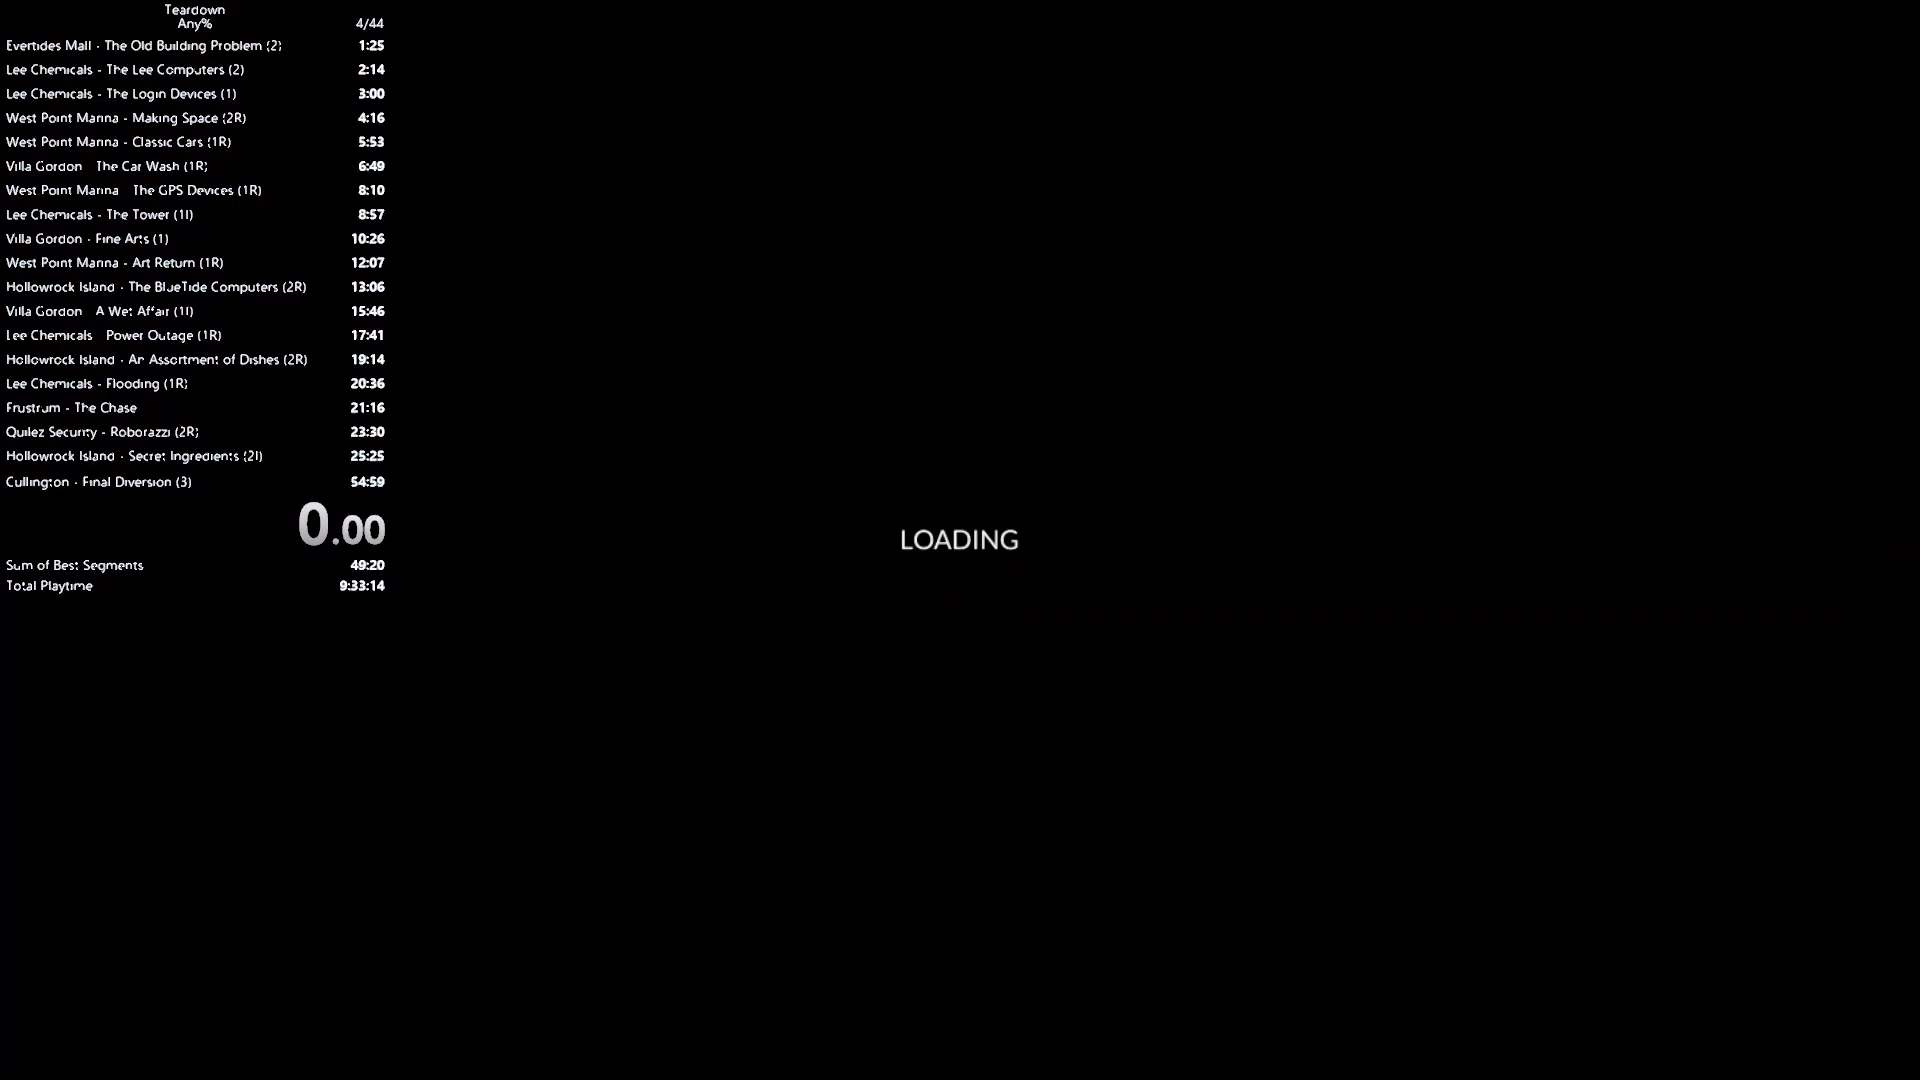 Teardown
Any% 4/44
Evertides Mall - The Old Building Problem (2) 1:25
Lee Chemicals - The Lee Computers (2) 2:14
Lee Chemicals - The Login Devices (1) 3:00
West Point Marina - Making Space (2R) 4:16
West Point Marina - Classic Cars (1R) 5:53
Villa Gordon - The Car Wash (1R) 6:49
West Point Marina - The GPS Devices (1R) 8:10
Lee Chemicals - The Tower (1I) 8:57
Villa Gordon - Fine Arts (1) 10:26
West Point Marina - Art Return (1R) 12:07
Hollowrock Island - The BlueTide Computers (2R) 13:06
Villa Gordon - A Wet Affair (1I) 15:46
Lee Chemicals - Power Outage (1R) 17:41
Hollowrock Island - An Assortment of Dishes (2R) 19:14
Lee Chemicals - Flooding (1R) 20:36
Frustrum - The Chase 21:16
Quilez Security - Roborazzi (2R) 23:30
Hollowrock Island - Secret Ingredients (2I) 25:25
Cullington - Final Diversion (3) 54:59
0.00
LOADING
Sum of Best Segments 49:20
Total Playtime 9:33:14